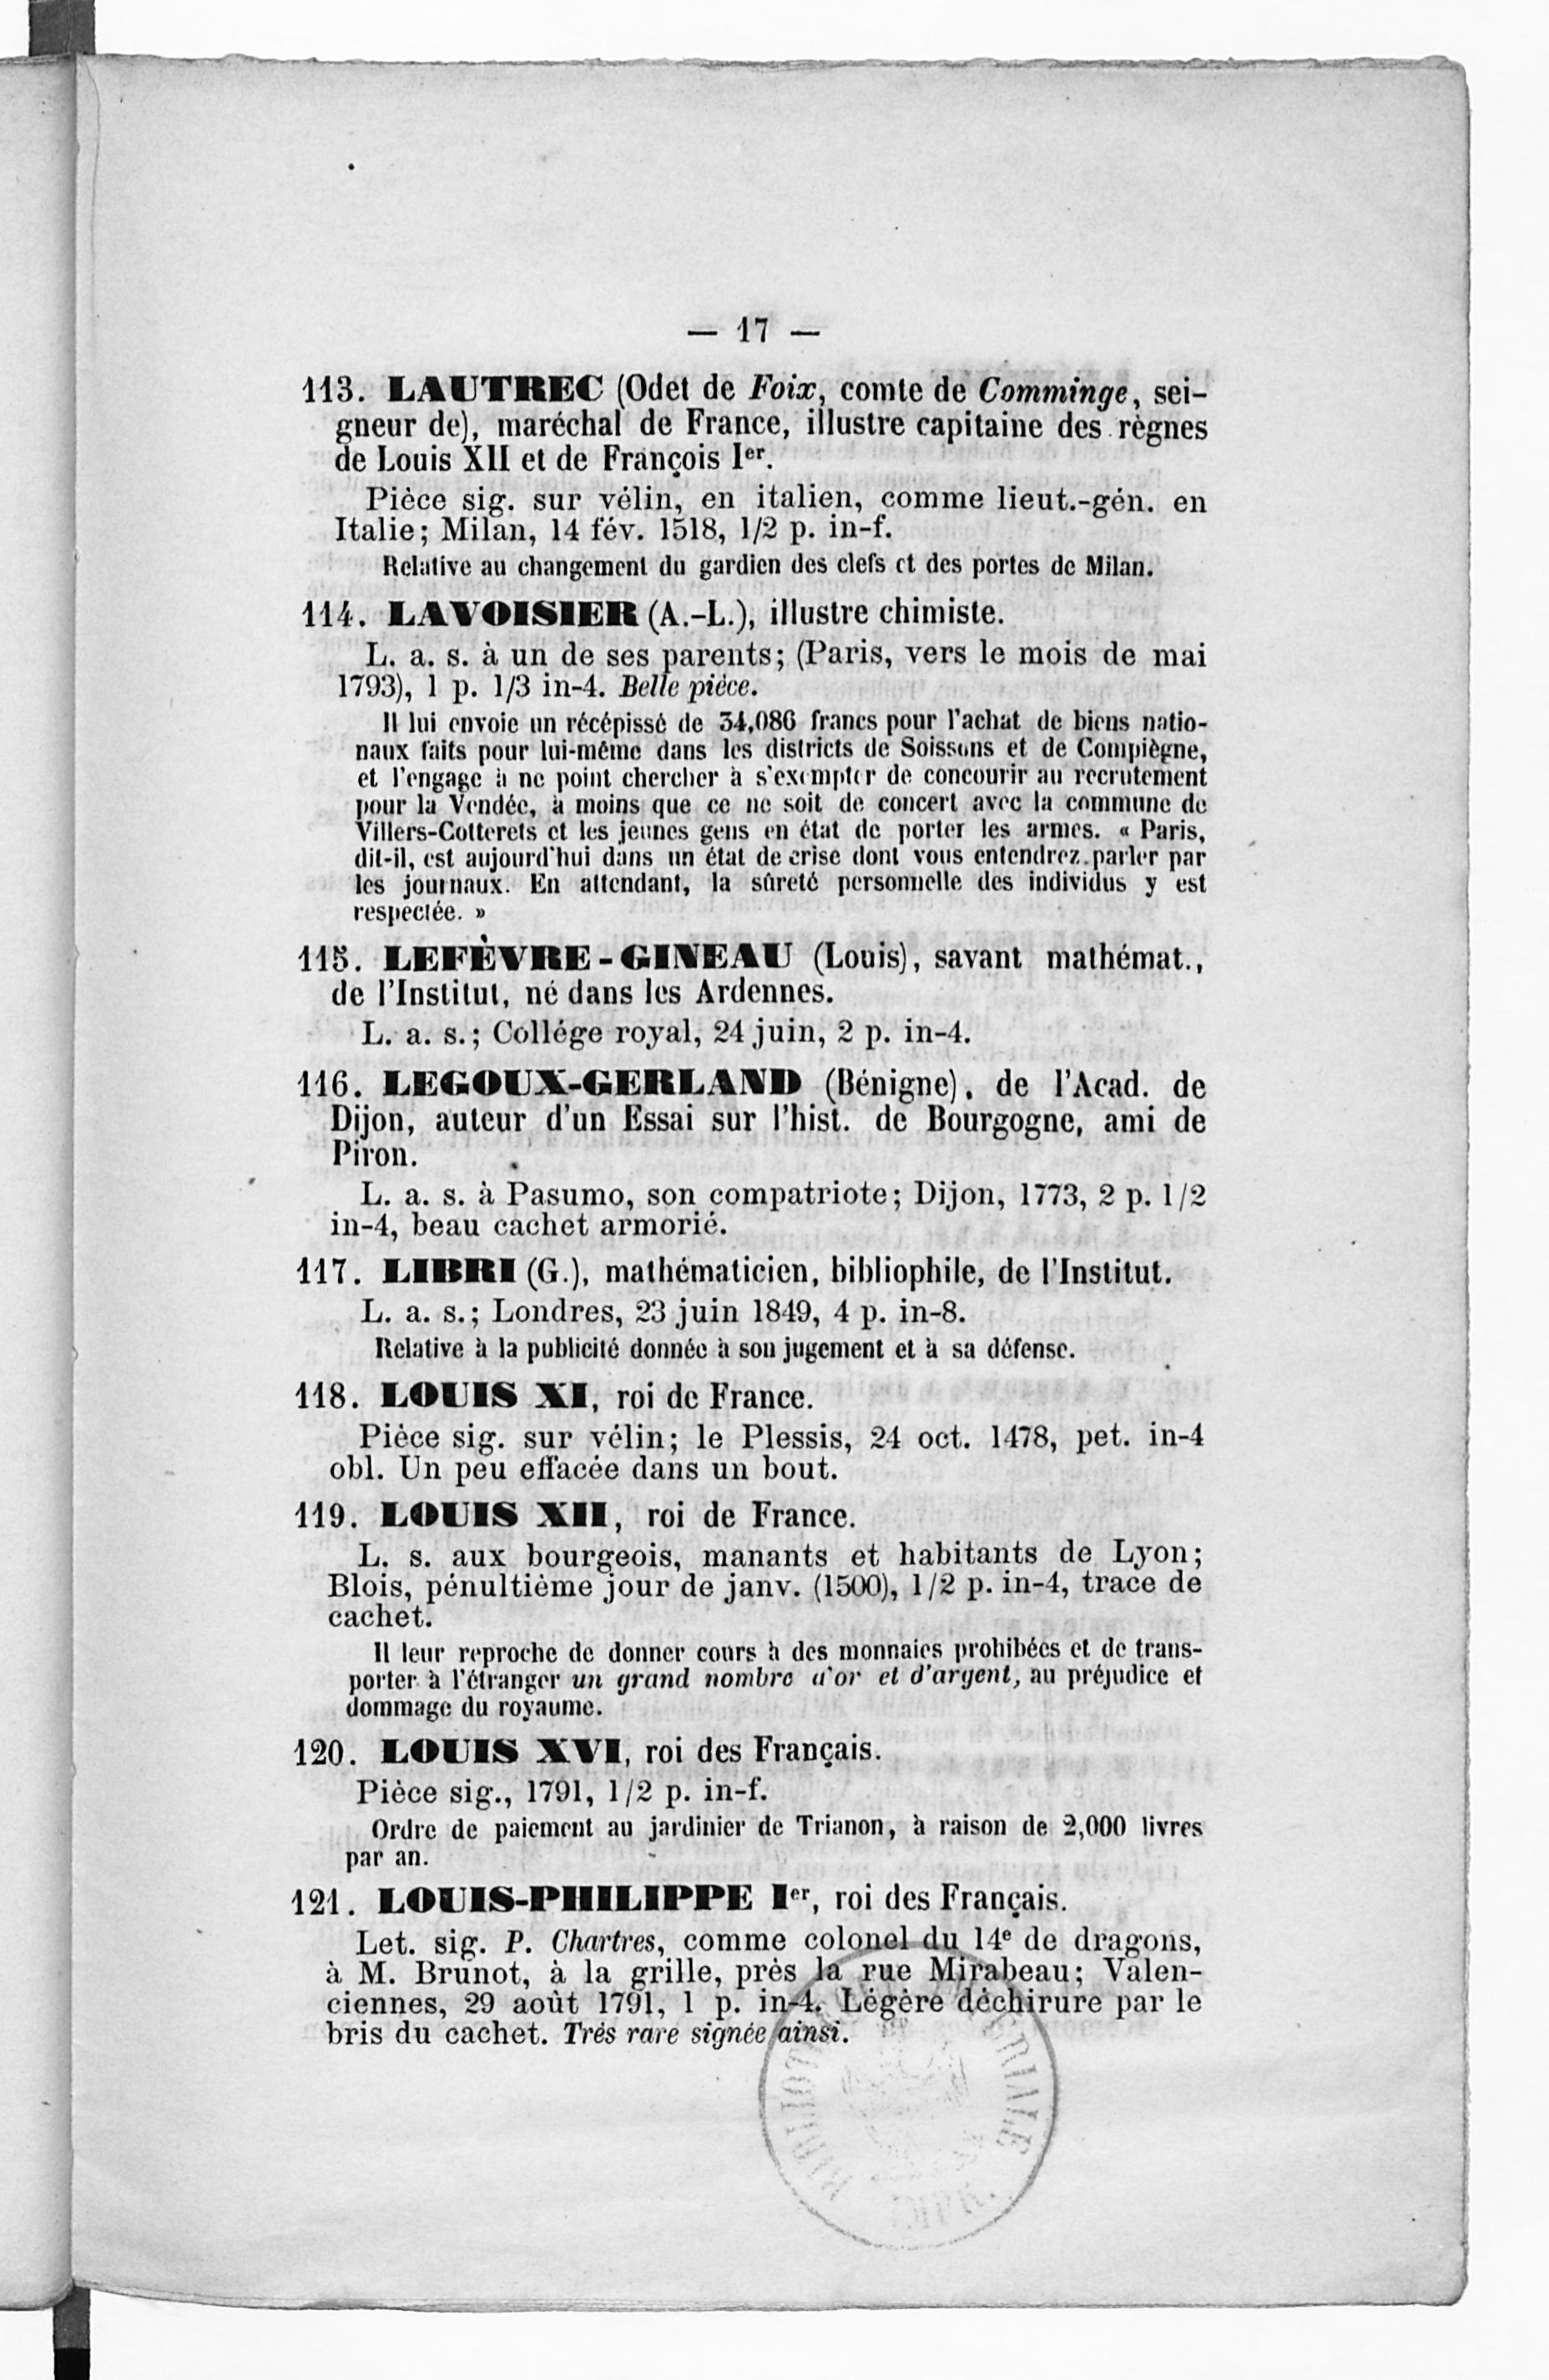 — 17 —
113. LAUTREC (Odet de Foix, comte de Comminge, sei-
gneur de), maréchal de France, illustre capitaine des règnes
de Louis XII et de François Ier.
Pièce sig. sur vélin, en italien, comme lieut.-gén. en
Italie; Milan, 14 fév. 1518, 1/2 p. in-f.
Relative au changement du gardien des clefs et des portes de Milan.
114. LAVOISIER (A.-L.), illustre chimiste.
L. a. s. à un de ses parents; (Paris, vers le mois de mai
1793), 1 p. 1/3 in-4. Belle pièce.
Il lui envoie un récépissé de 34,086 francs pour l'achat de biens natio-
naux faits pour lui-même dans les districts de Soissons et de Compiègne,
et l'engage à ne point chercher à s'exempter de concourir au recrutement
pour la Vendée, à moins que ce ne soit de concert avec la commune de
Villers-Cotterets et les jeunes gens en état de porter les armes. « Paris,
dit-il, est aujourd'hui dans un état de crise dont vous entendrez parler par
les journaux. En attendant, la sûreté personnelle des individus y est
respectée. »
115. LEFÈVRE-GINEAU (Louis), savant mathémat.,
de l'Institut, né dans les Ardennes.
L. a. s.; Collége royal, 24 juin, 2 p. in-4.
116. LEGOUX-GERLAND (Bénigne), de l'Acad. de
Dijon, auteur d'un Essai sur l'hist. de Bourgogne, ami de
Piron.
L. a. s. à Pasumo, son compatriote; Dijon, 1773, 2 p. 1/2
in-4, beau cachet armorié.
117. LIBRI (G.), mathématicien, bibliophile, de l'Institut.
L. a. s.; Londres, 23 juin 1849, 4 p. in-8.
Relative à la publicité donnée à son jugement et à sa défense.
118. LOUIS XI, roi de France.
Pièce sig. sur vélin; le Plessis, 24 oct. 1478, pet. in-4
obl. Un peu effacée dans un bout.
119. LOUIS XII, roi de France.
L. s. aux bourgeois, manants et habitants de Lyon;
Blois, pénultième jour de janv. (1500), 1/2 p. in-4, trace de
cachet.
Il leur reproche de donner cours à des monnaies prohibées et de trans-
porter à l'étranger un grand nombre d'or et d'argent, au préjudice et
dommage du royaume.
120. LOUIS XVI, roi des Français.
Pièce sig., 1791, 1/2 p. in-f.
Ordre de paiement au jardinier de Trianon, à raison de 2,000 livres
par an.
121. LOUIS-PHILIPPE Ier, roi des Français.
Let. sig. P. Chartres, comme colonel du 14e de dragons,
à M. Brunot, à la grille, près la rue Mirabeau; Valen-
ciennes, 29 août 1791, 1 p. in-4. Légère déchirure par le
bris du cachet. Très rare signée ainsi.